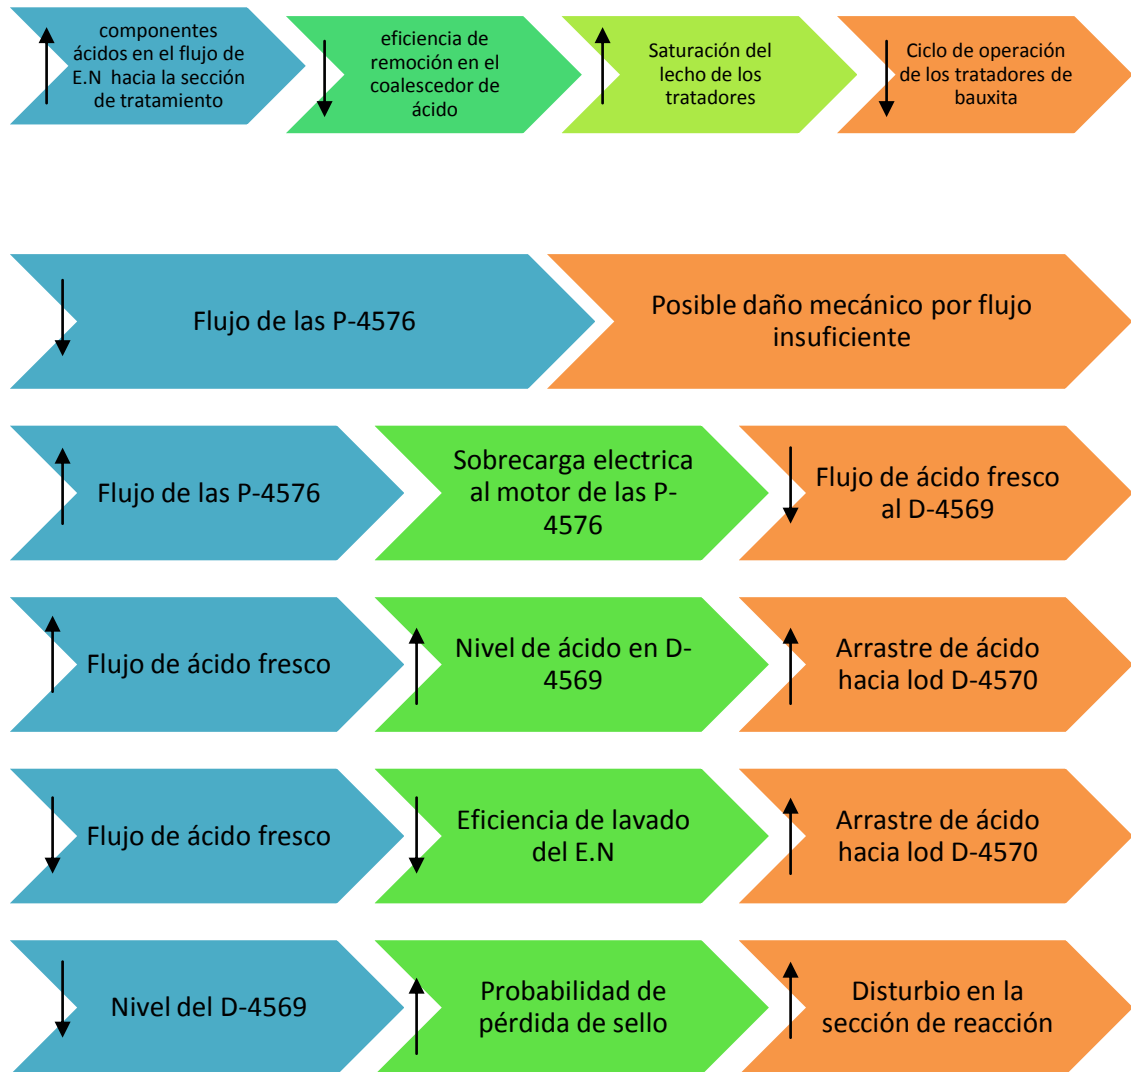 componentes
ácidos en el flujo de
E.N  hacia la sección
de tratamiento
eficiencia de
remoción en el
coalescedor de
ácido
Saturación del
lecho de los
tratadores
Ciclo de operación
de los tratadores de
bauxita
Flujo de las P-4576
Posible daño mecánico por flujo
insuficiente
Flujo de las P-4576
Sobrecarga electrica
al motor de las P-
4576
Flujo de ácido fresco
al D-4569
Flujo de ácido fresco
Nivel de ácido en D-
4569
Arrastre de ácido
hacia lod D-4570
Flujo de ácido fresco
Eficiencia de lavado
del E.N
Arrastre de ácido
hacia lod D-4570
Nivel del D-4569
Probabilidad de
pérdida de sello
Disturbio en la
sección de reacción